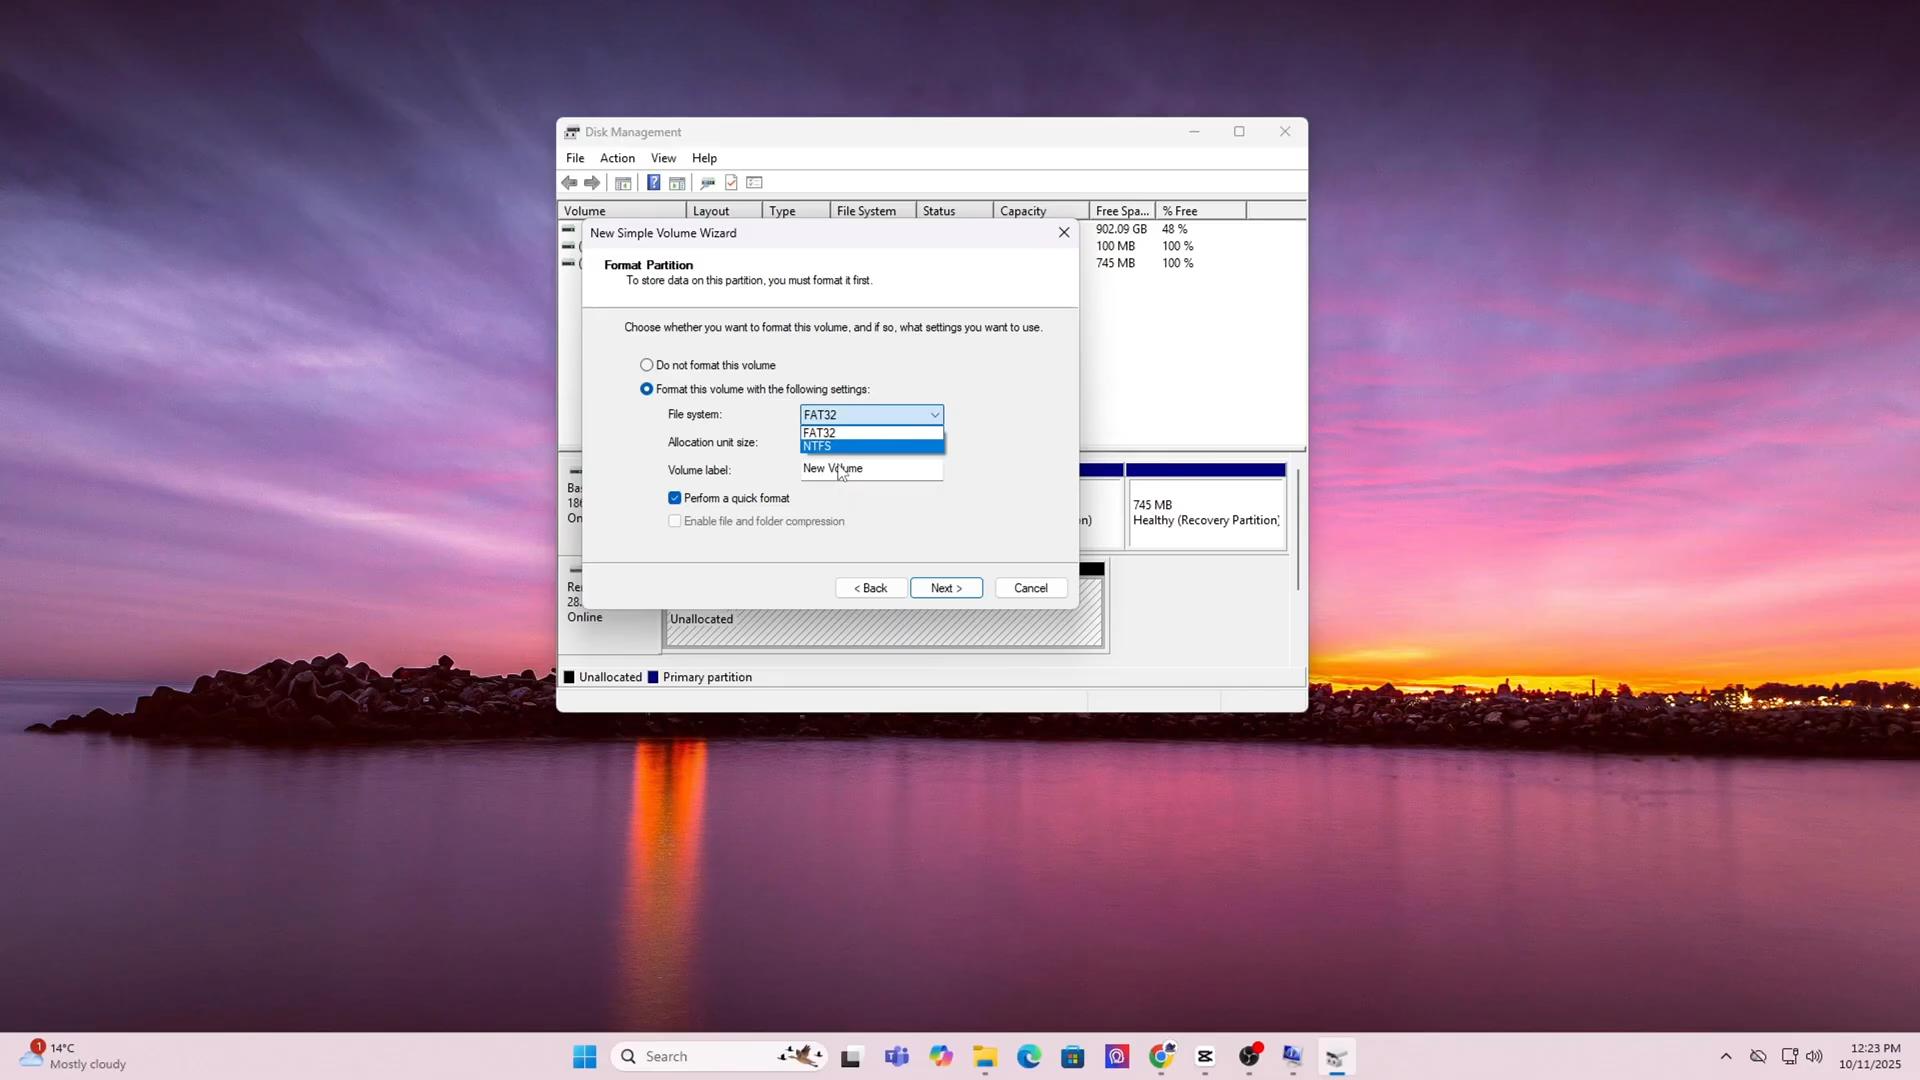 Disk Management
File Action View Help
Volume Layout Type File System Status Capacity Free Spa... % Free
902.09 GB 48 %
100 MB 100 %
745 MB 100 %
New Simple Volume Wizard
Format Partition
To store data on this partition, you must format it first.
Choose whether you want to format this volume, and if so, what settings you want to use.
Do not format this volume
Format this volume with the following settings:
File system: FAT32
FAT32
NTFS
Allocation unit size:
Volume label: New Volume
Perform a quick format
Enable file and folder compression
< Back Next > Cancel
Bas
186
On
n)
745 MB
Healthy (Recovery Partition)
Re
28.
Online
Unallocated
Unallocated Primary partition
1
14°C
Mostly cloudy
Search
12:23 PM
10/11/2025